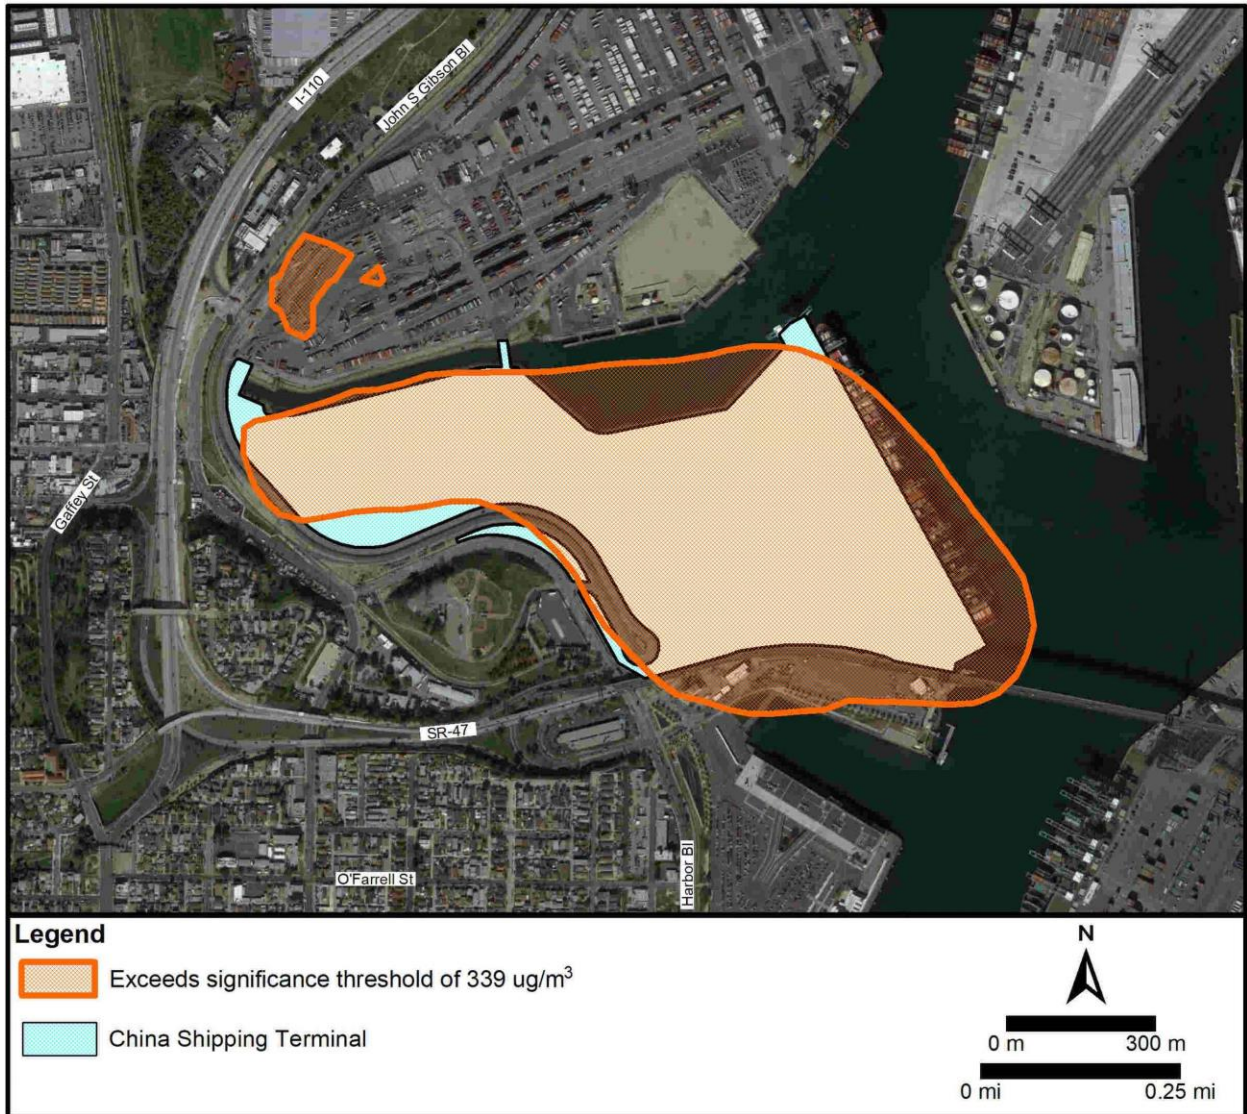 I-110
John S Gibson Bl
Gaffey St
SR-47
O'Farrell St
Harbor Bl
Legend
Exceeds significance threshold of 339 ug/m³
China Shipping Terminal
N
0 m 300 m
0 mi 0.25 mi